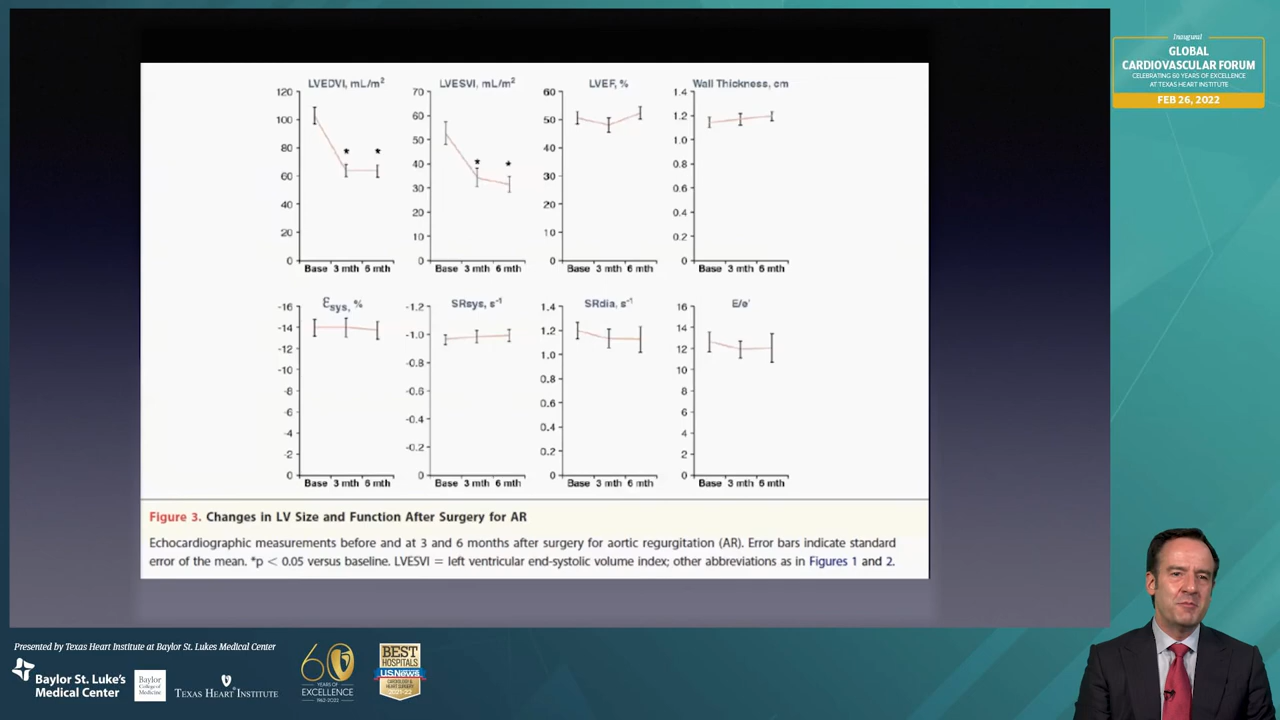 Inaugural
GLOBAL
CARDIOVASCULAR FORUM
CELEBRATING 60 YEARS OF EXCELLENCE
AT TEXAS HEART INSTITUTE
FEB 26, 2022
LVEDVI, mL/m²
120
100
80
60
40
20
0
* *
Base 3 mth 6 mth
LVESVI, mL/m²
70
60
50
40
30
20
10
0
* *
Base 3 mth 6 mth
LVEF, %
60
50
40
30
20
10
0
Base 3 mth 6 mth
Wall Thickness, cm
1.4
1.2
1.0
0.8
0.6
0.4
0.2
0
Base 3 mth 6 mth
Ɛsys, %
-16
-14
-12
-10
-8
-6
-4
-2
0
Base 3 mth 6 mth
SRsys, s⁻¹
-1.2
-1.0
-0.8
-0.6
-0.4
-0.2
0
Base 3 mth 6 mth
SRdia, s⁻¹
1.4
1.2
1.0
0.8
0.6
0.4
0.2
0
Base 3 mth 6 mth
E/e'
16
14
12
10
8
6
4
2
0
Base 3 mth 6 mth
Figure 3. Changes in LV Size and Function After Surgery for AR
Echocardiographic measurements before and at 3 and 6 months after surgery for aortic regurgitation (AR). Error bars indicate standard
error of the mean. *p < 0.05 versus baseline. LVESVI = left ventricular end-systolic volume index; other abbreviations as in Figures 1 and 2.
Presented by Texas Heart Institute at Baylor St. Lukes Medical Center
Baylor St. Luke's
Medical Center
Baylor
College of
Medicine
TEXAS HEART INSTITUTE
60
YEARS OF
EXCELLENCE
1962-2022
BEST
HOSPITALS
U.S. News
CARDIOLOGY &
HEART SURGERY